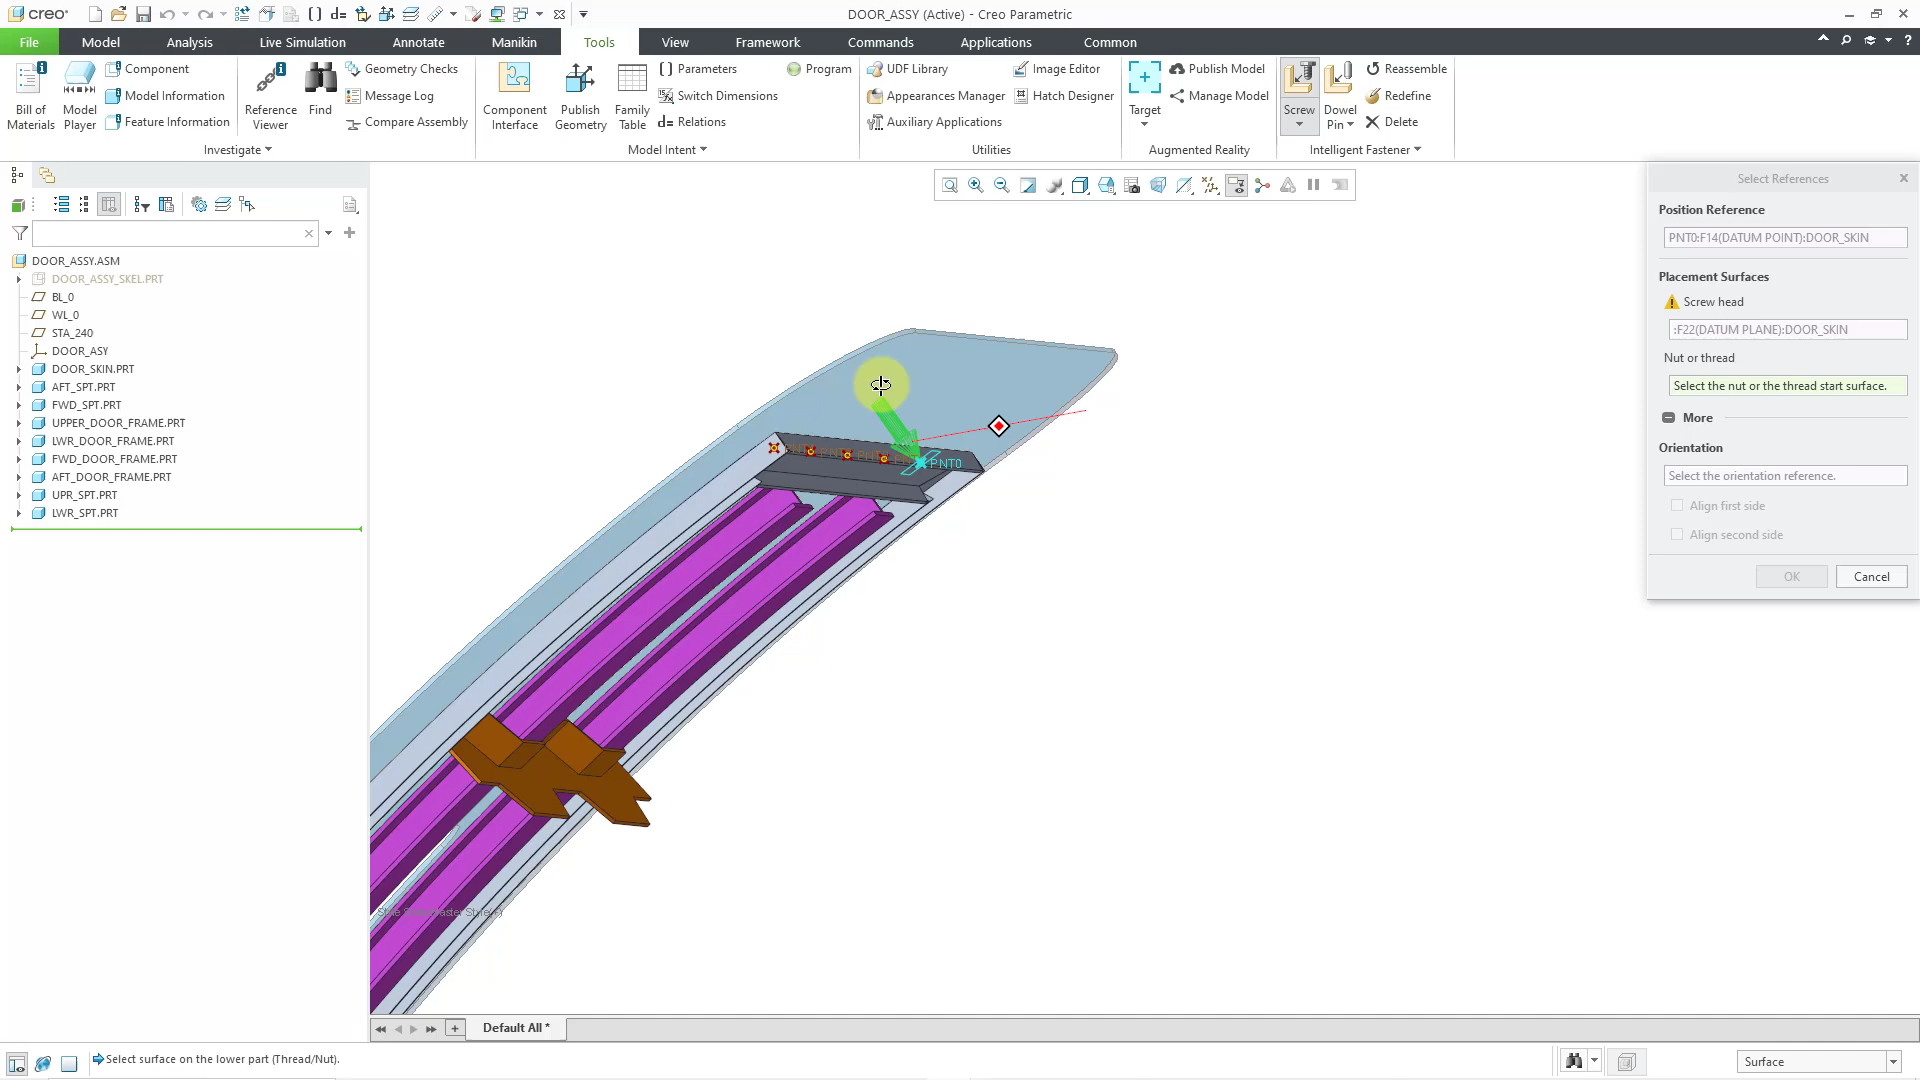 creo
DOOR_ASSY (Active) - Creo Parametric
File
Model
Analysis
Live Simulation
Annotate
Manikin
Tools
View
Framework
Commands
Applications
Common
Bill of
Materials
Model
Player
Component
Model Information
Feature Information
Reference
Viewer
Find
Geometry Checks
Message Log
Compare Assembly
Investigate
Component
Interface
Publish
Geometry
Family
Table
Parameters
Switch Dimensions
d= Relations
Program
Model Intent
UDF Library
Appearances Manager
Auxiliary Applications
Image Editor
Hatch Designer
Utilities
Target
Publish Model
Manage Model
Augmented Reality
Screw
Dowel
Pin
Reassemble
Redefine
Delete
Intelligent Fastener
DOOR_ASSY.ASM
DOOR_ASSY_SKEL.PRT
BL_0
WL_0
STA_240
DOOR_ASY
DOOR_SKIN.PRT
AFT_SPT.PRT
FWD_SPT.PRT
UPPER_DOOR_FRAME.PRT
LWR_DOOR_FRAME.PRT
FWD_DOOR_FRAME.PRT
AFT_DOOR_FRAME.PRT
UPR_SPT.PRT
LWR_SPT.PRT
PNT0
Select References
Position Reference
PNT0:F14(DATUM POINT):DOOR_SKIN
Placement Surfaces
Screw head
:F22(DATUM PLANE):DOOR_SKIN
Nut or thread
Select the nut or the thread start surface.
More
Orientation
Select the orientation reference.
Align first side
Align second side
OK
Cancel
Default All *
Select surface on the lower part (Thread/Nut).
Surface